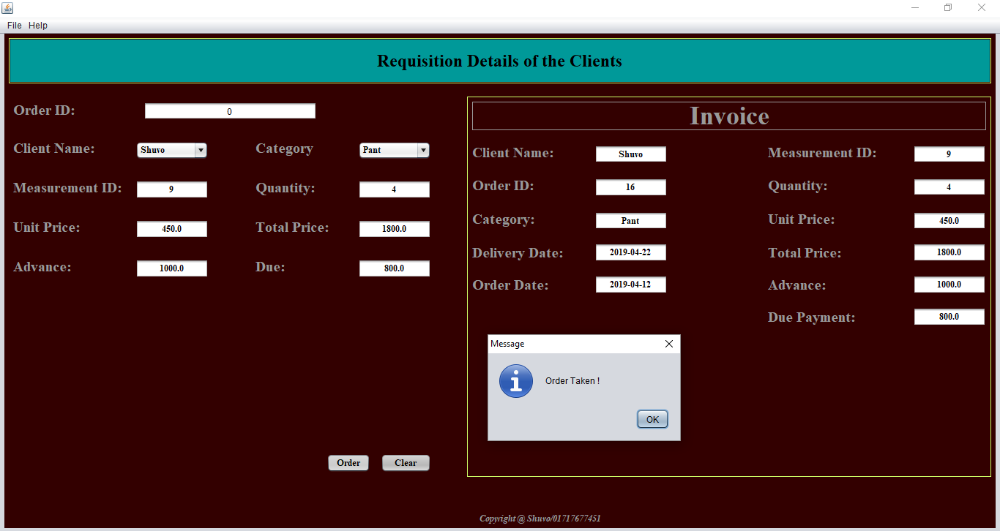 File Help
Requisition Details of the Clients
Order ID: 0
Client Name: Shuvo Category Pant
Measurement ID: 9 Quantity: 4
Unit Price: 450.0 Total Price: 1800.0
Advance: 1000.0 Due: 800.0
Order Clear
Invoice
Client Name: Shuvo Measurement ID: 9
Order ID: 16 Quantity: 4
Category: Pant Unit Price: 450.0
Delivery Date: 2019-04-22 Total Price: 1800.0
Order Date: 2019-04-12 Advance: 1000.0
Due Payment: 800.0
Message
Order Taken !
OK
Copyright @ Shuvo/01717677451